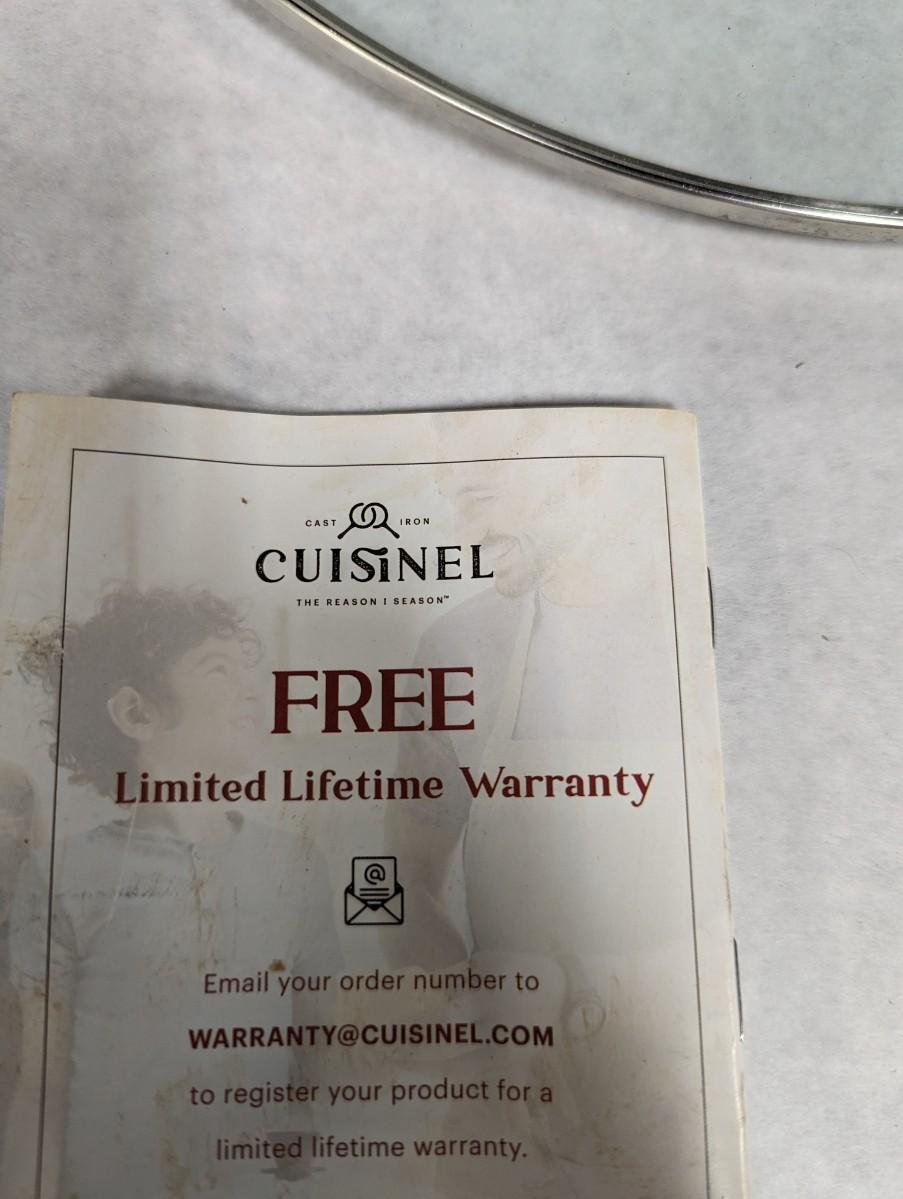 CAST IRON
CUISINEL
THE REASON I SEASON™
FREE
Limited Lifetime Warranty
@
Email your order number to
WARRANTY@CUISINEL.COM
to register your product for a
limited lifetime warranty.